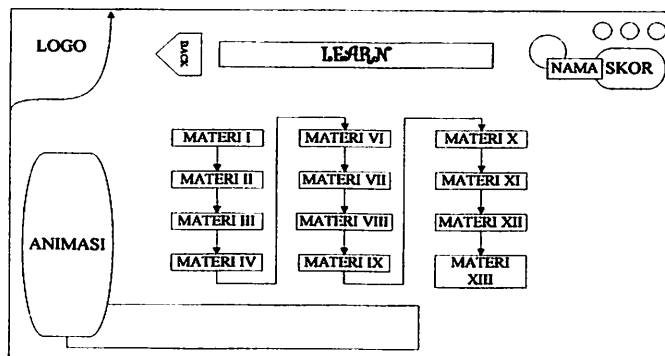 LOGO
BACK
LEARN
NAMA
SKOR
MATERI I
MATERI II
MATERI III
MATERI IV
MATERI VI
MATERI VII
MATERI VIII
MATERI IX
MATERI X
MATERI XI
MATERI XII
MATERI
XIII
ANIMASI